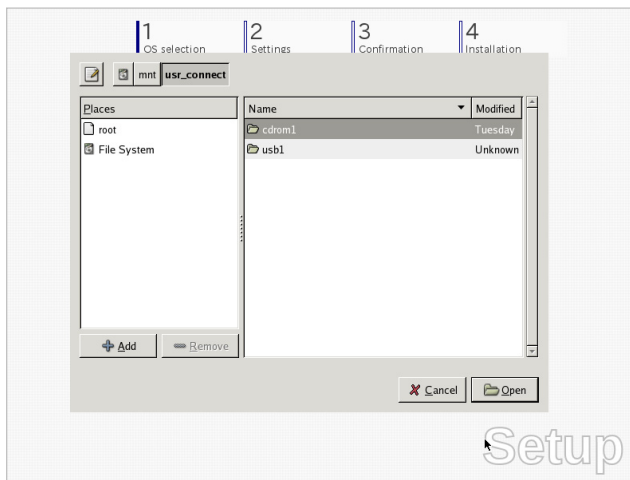 1
OS selection
2
Settings
3
Confirmation
4
Installation
mnt
usr_connect
Places
root
File System
Name
Modified
cdrom1
Tuesday
usb1
Unknown
Add
Remove
Cancel
Open
Setup